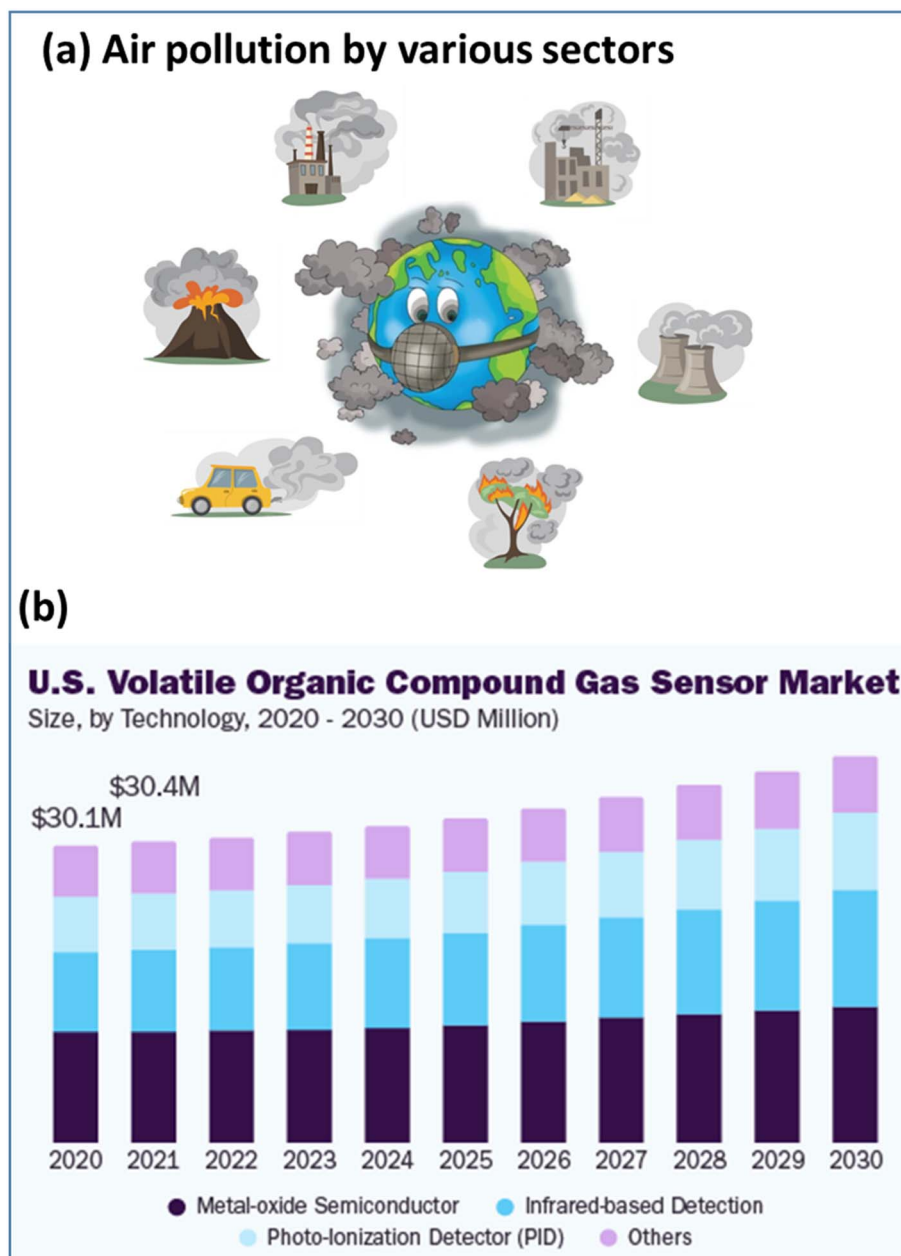 (a) Air pollution by various sectors
(b)
U.S. Volatile Organic Compound Gas Sensor Market
Size, by Technology, 2020 - 2030 (USD Million)
$30.4M
$30.1M
2020 2021 2022 2023 2024 2025 2026 2027 2028 2029 2030
Metal-oxide Semiconductor Infrared-based Detection
Photo-Ionization Detector (PID) Others